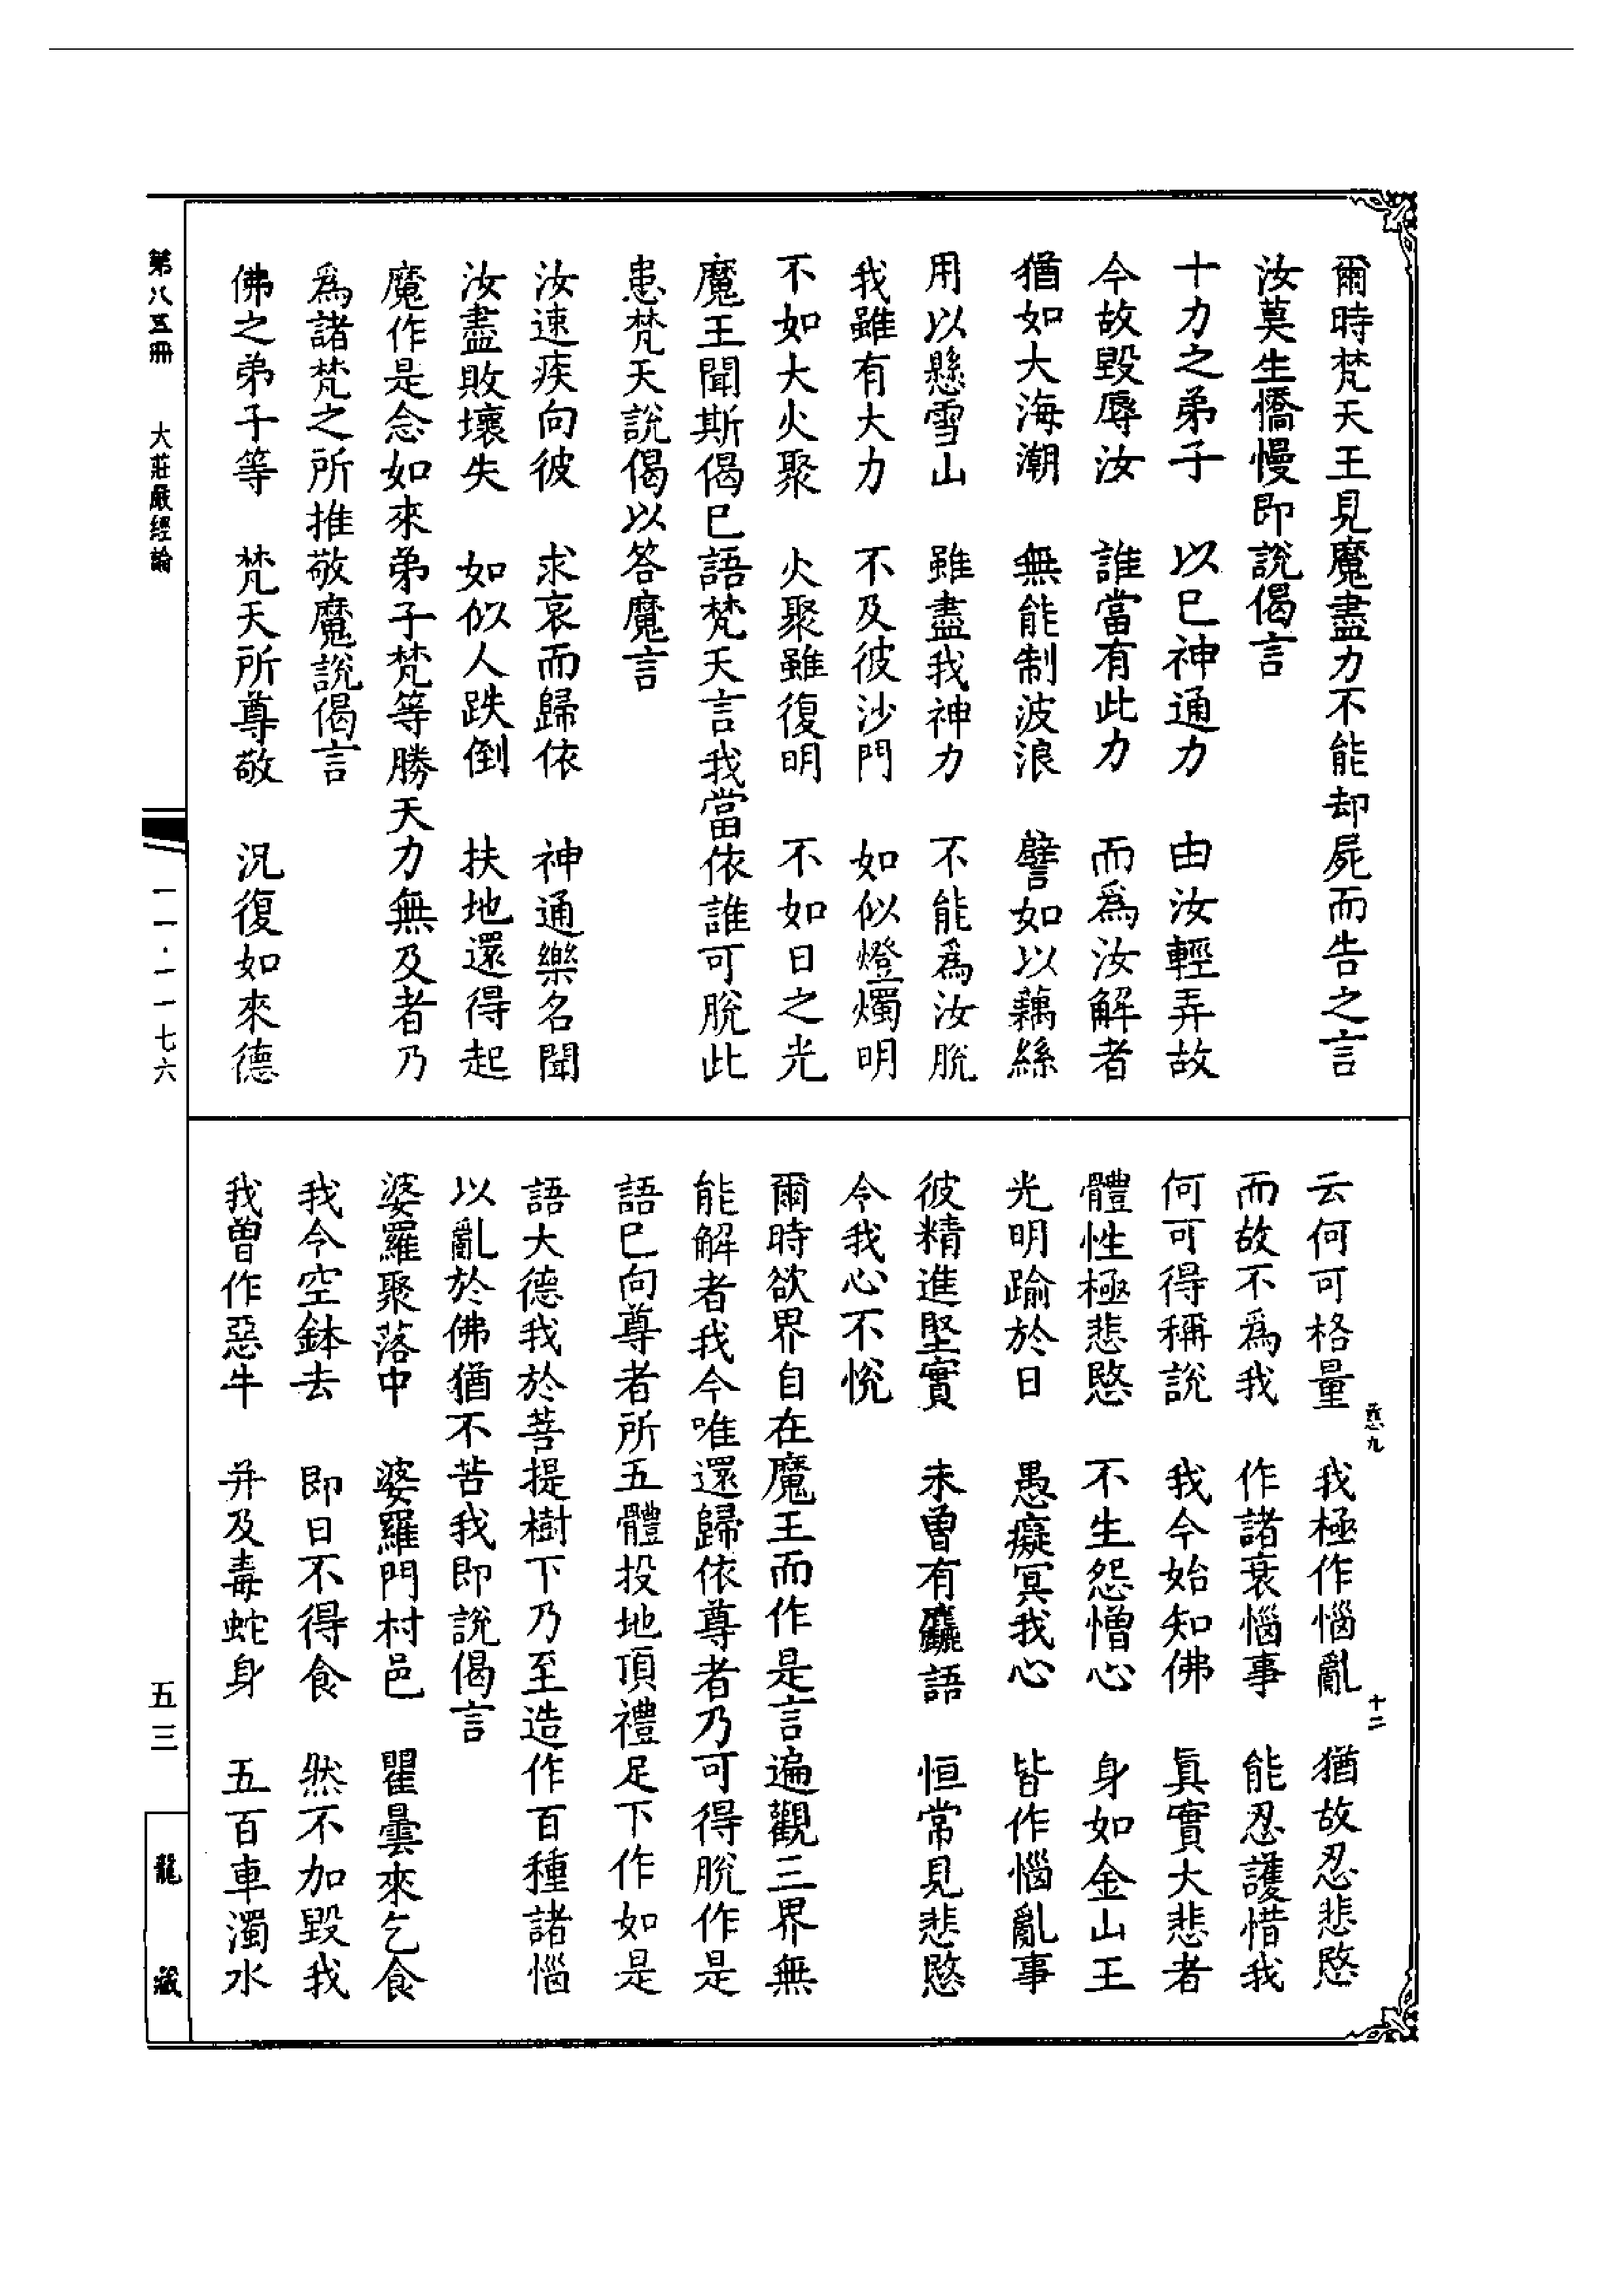 爾時梵天王見魔盡力不能却屍而告之言
汝莫生憍慢即說偈言
十力之弟子　以巳神通力　由汝輕弄故
今故毀辱汝　誰當有此力　而為汝解者
猶如大海潮　無能制波浪　譬如以藕絲
用以懸雪山　雖盡我神力　不能為汝脫
我雖有大力　不及彼沙門　如似燈燭明
不如大火聚　火聚雖復明　不如日之光
魔王聞斯偈巳語梵天言我當依誰可脫此
患梵天說偈以答魔言
汝速疾向彼　求哀而歸依　神通樂名聞
汝盡敗壞失　如似人跌倒　扶地還得起
魔作是念如來弟子梵等勝天力無及者乃
為諸梵之所推敬魔說偈言
佛之弟子等　梵天所尊敬　況復如來德
云何可格量　我極作惱亂　猶故忍悲愍
而故不為我　作諸衰惱事　能忍護惜我
何可得稱說　我今始知佛　真實大悲者
體性極悲愍　不生怨憎心　身如金山王
光明踰於日　愚癡冥我心　皆作惱亂事
彼精進堅實　未曾有麤語　恒常見悲愍
令我心不悅
爾時欲界自在魔王而作是言遍觀三界無
能解者我今唯還歸依尊者乃可得脫作是
語巳向尊者所五體投地頂禮足下作如是
語大德我於菩提樹下乃至造作百種諸惱
以亂於佛猶不苦我即說偈言
婆羅聚落中　婆羅門村邑　瞿曇來乞食
我今空鉢去　即日不得食　然不加毀我
我曾作惡牛　并及毒蛇身　五百車濁水
十二
第八五冊　大莊嚴經論
一一·一一七六
五三
龍藏